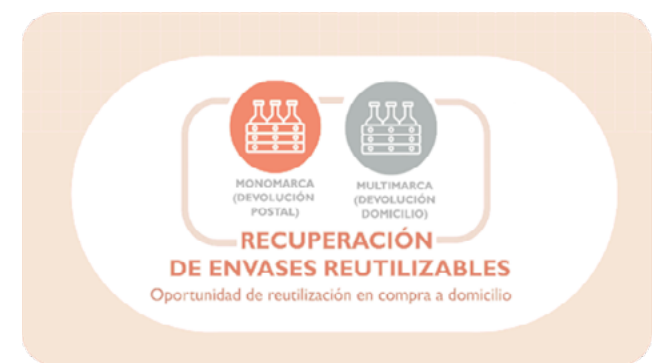 MONOMARCA
(DEVOLUCIÓN
POSTAL)
MULTIMARCA
(DEVOLUCIÓN
DOMICILIO)
RECUPERACIÓN
DE ENVASES REUTILIZABLES
Oportunidad de reutilización en compra a domicilio